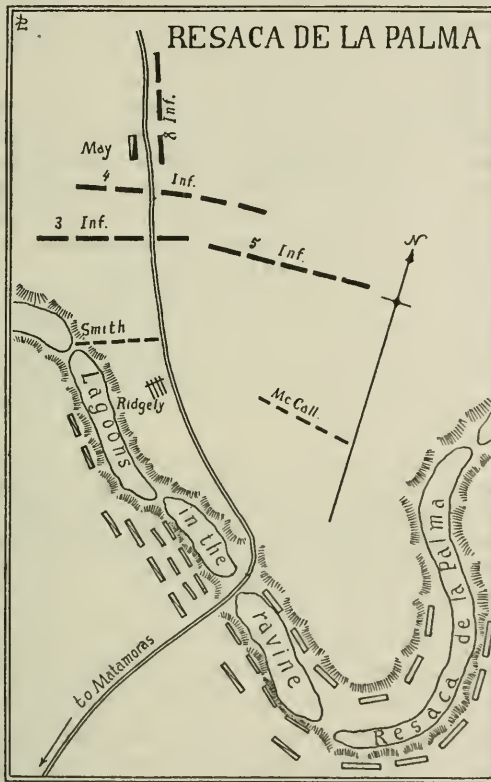 RESACA DE LA PALMA
8 Inf.
May
4 Inf.
3 Inf.
5 Inf.
N
Smith
McCall.
Ridgely
Lagoons
in the
ravine
Resaca de la Palma
to Matamoras